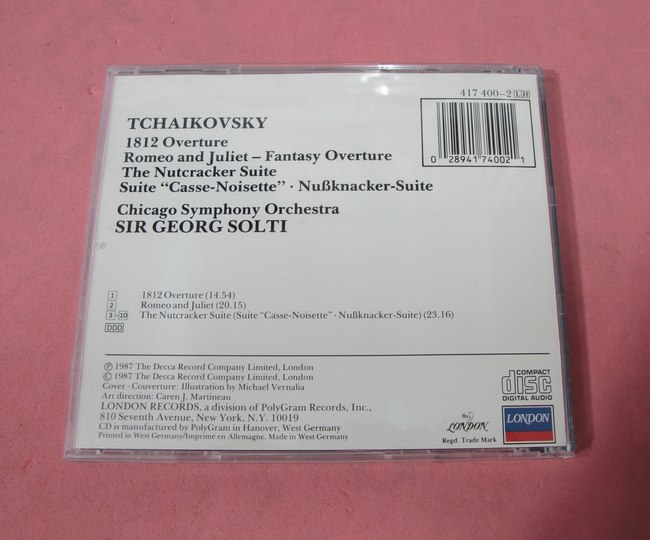 417 400-2 LH
TCHAIKOVSKY
1812 Overture
Romeo and Juliet – Fantasy Overture
The Nutcracker Suite
Suite “Casse-Noisette” · Nußknacker-Suite
0 28941 74002 1
Chicago Symphony Orchestra
SIR GEORG SOLTI
1 1812 Overture (14.54)
2 Romeo and Juliet (20.15)
3-10 The Nutcracker Suite (Suite “Casse-Noisette” · Nußknacker-Suite) (23.16)
DDD
℗ 1987 The Decca Record Company Limited, London
© 1987 The Decca Record Company Limited, London
Cover · Couverture: Illustration by Michael Vernalia
Art direction: Caren J. Martineau
LONDON RECORDS, a division of PolyGram Records, Inc.,
810 Seventh Avenue, New York, N.Y. 10019
CD is manufactured by PolyGram in Hanover, West Germany
Printed in West Germany/Imprimé en Allemagne. Made in West Germany
COMPACT
disc
DIGITAL AUDIO
LONDON
Regd. Trade Mark
LONDON